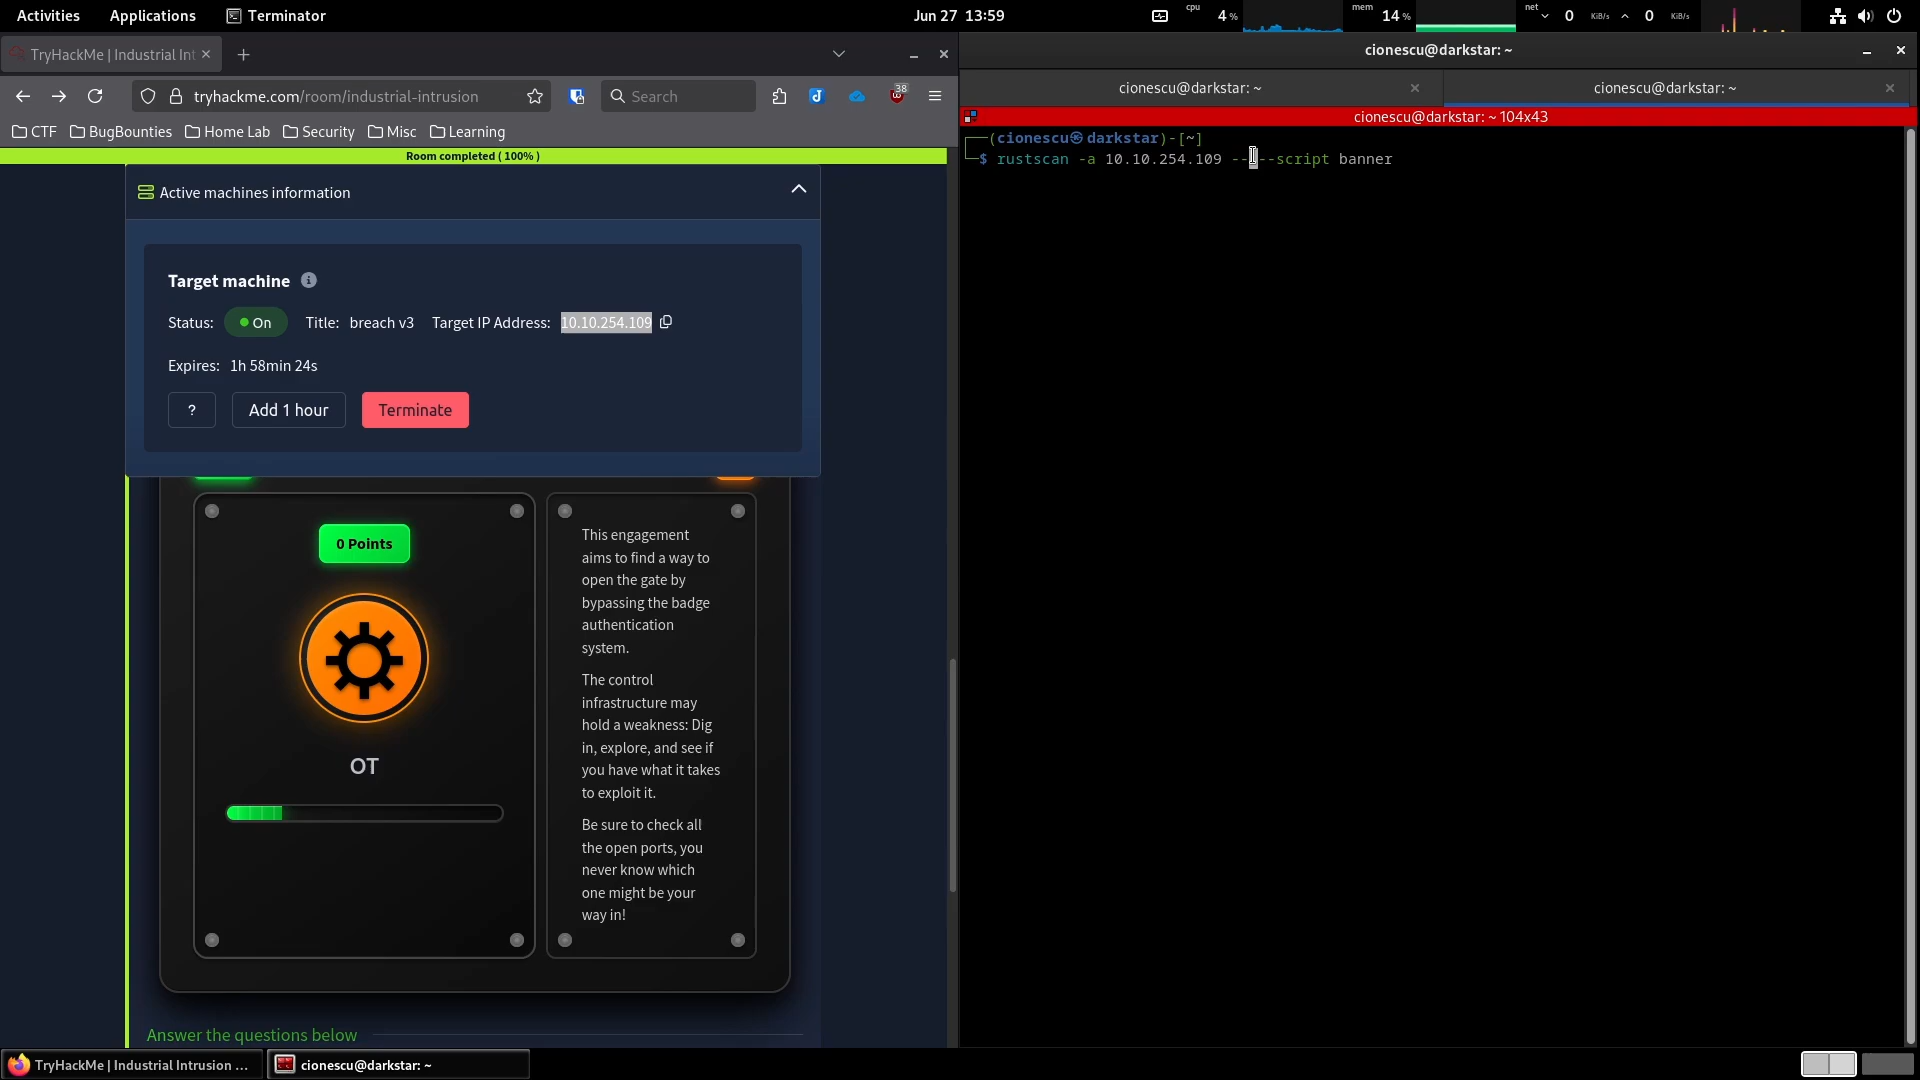 Activities Applications Terminator Jun 27 13:59 cpu 4 % mem 14 % net 0 KiB/s 0 KiB/s
TryHackMe | Industrial Int
tryhackme.com/room/industrial-intrusion Search 38
CTF BugBounties Home Lab Security Misc Learning
Room completed ( 100% )
Active machines information
Target machine
Status: On Title: breach v3 Target IP Address: 10.10.254.109
Expires: 1h 58min 24s
? Add 1 hour Terminate
0 Points
OT
This engagement
aims to find a way to
open the gate by
bypassing the badge
authentication
system.
The control
infrastructure may
hold a weakness: Dig
in, explore, and see if
you have what it takes
to exploit it.
Be sure to check all
the open ports, you
never know which
one might be your
way in!
Answer the questions below
cionescu@darkstar: ~
cionescu@darkstar: ~ cionescu@darkstar: ~
cionescu@darkstar: ~ 104x43
(cionescu㉿darkstar)-[~]
$ rustscan -a 10.10.254.109 -- --script banner
TryHackMe | Industrial Intrusion ... cionescu@darkstar: ~